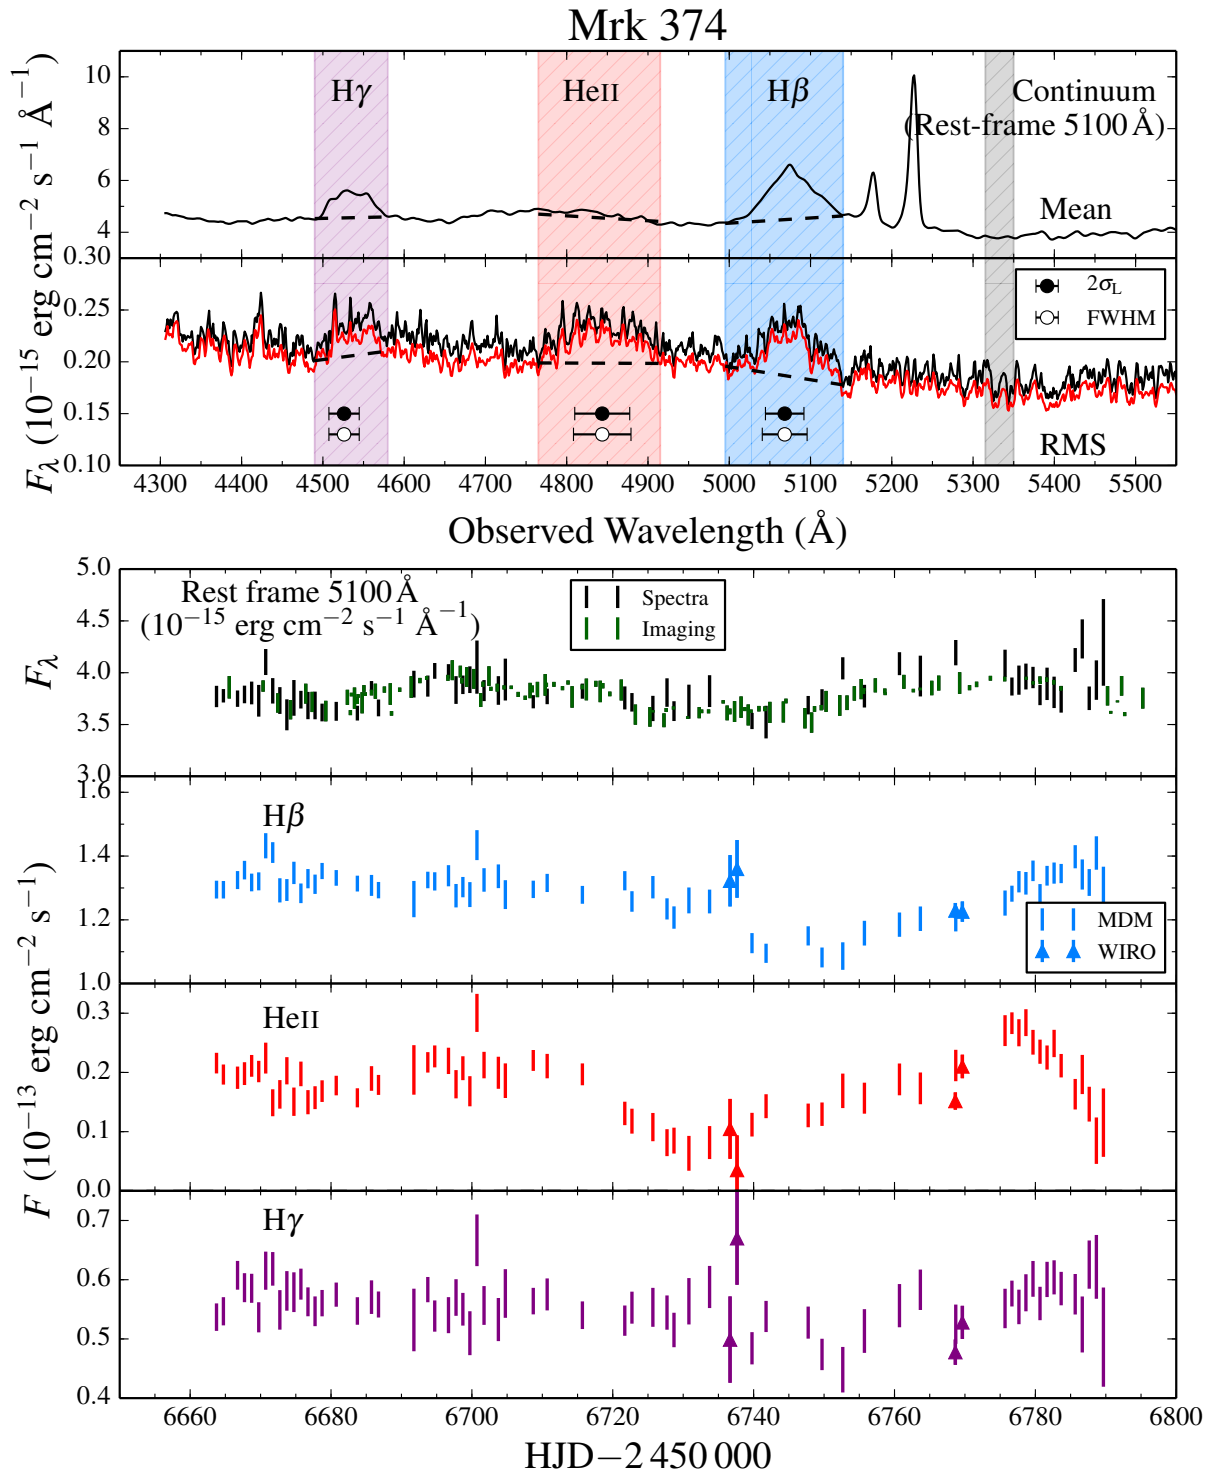 Mrk 374
Hγ HeII Hβ Continuum
(Rest-frame 5100 Å)
Mean
10
8
6
4
F_λ (10⁻¹⁵ erg cm⁻² s⁻¹ Å⁻¹)
0.30
0.25
0.20
0.15
0.10
2σ_L
FWHM
RMS
4300 4400 4500 4600 4700 4800 4900 5000 5100 5200 5300 5400 5500
Observed Wavelength (Å)
5.0
4.5
4.0
3.5
3.0
F_λ
Rest frame 5100 Å
(10⁻¹⁵ erg cm⁻² s⁻¹ Å⁻¹)
Spectra
Imaging
1.6
1.4
1.2
1.0
Hβ
MDM
WIRO
F (10⁻¹³ erg cm⁻² s⁻¹)
0.3
0.2
0.1
0.0
HeII
0.7
0.6
0.5
0.4
Hγ
6660 6680 6700 6720 6740 6760 6780 6800
HJD−2 450 000